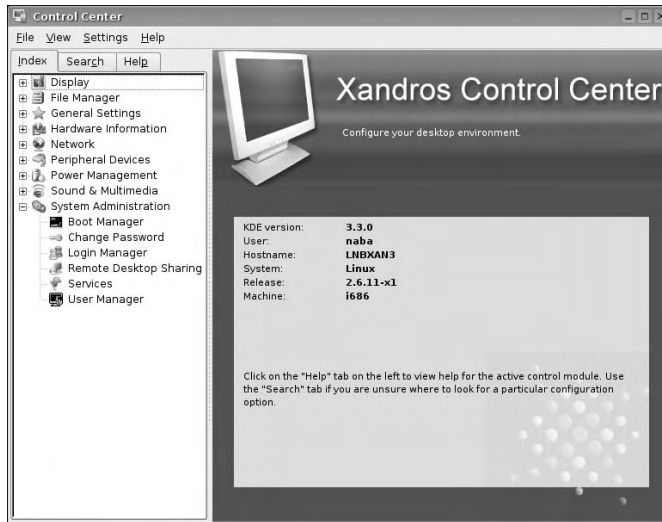 Control Center
File View Settings Help
Index Search Help
Display
File Manager
General Settings
Hardware Information
Network
Peripheral Devices
Power Management
Sound & Multimedia
System Administration
Boot Manager
Change Password
Login Manager
Remote Desktop Sharing
Services
User Manager
Xandros Control Center
Configure your desktop environment.
KDE version: 3.3.0
User: naba
Hostname: LNBXAN3
System: Linux
Release: 2.6.11-x1
Machine: i686
Click on the "Help" tab on the left to view help for the active control module. Use
the "Search" tab if you are unsure where to look for a particular configuration
option.